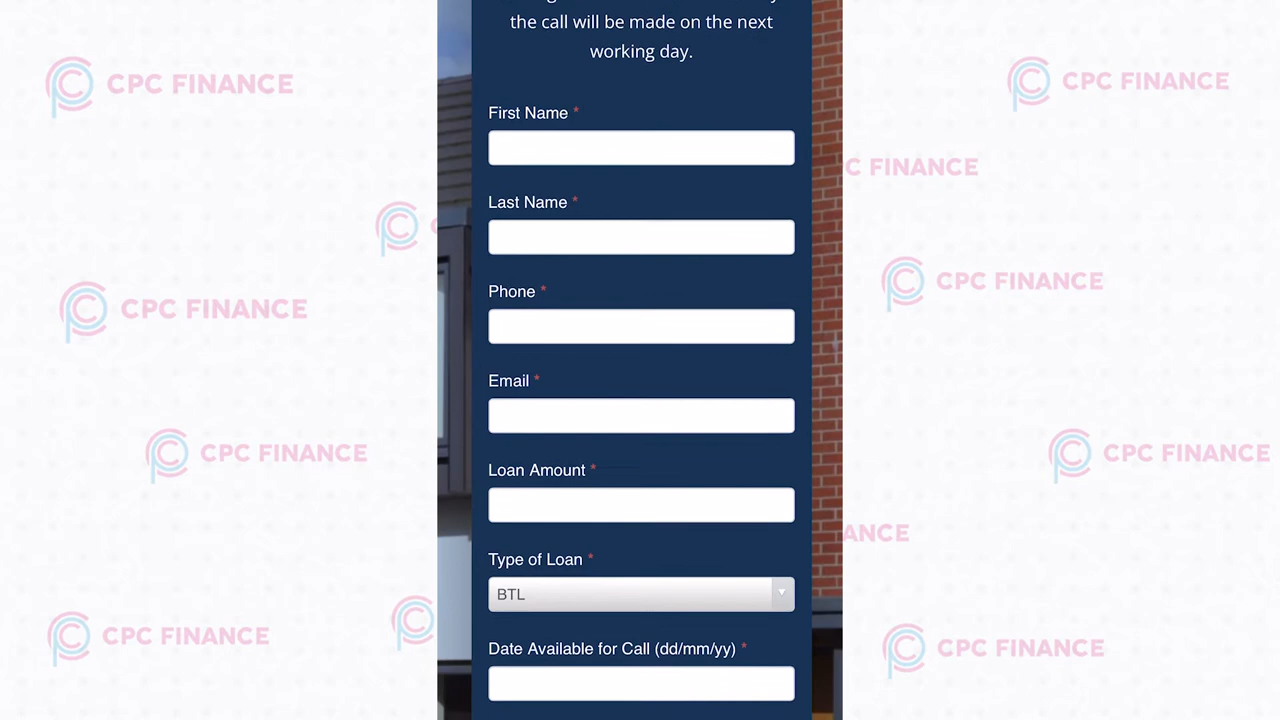 the call will be made on the next
working day.
First Name *
Last Name *
Phone *
Email *
Loan Amount *
Type of Loan *
BTL
Date Available for Call (dd/mm/yy) *
CPC FINANCE
CPC FINANCE
C FINANCE
C
CPC FINANCE
CPC FINANCE
CPC FINANCE
CPC FINANCE
ANCE
CPC FINANCE
CPC FINANCE